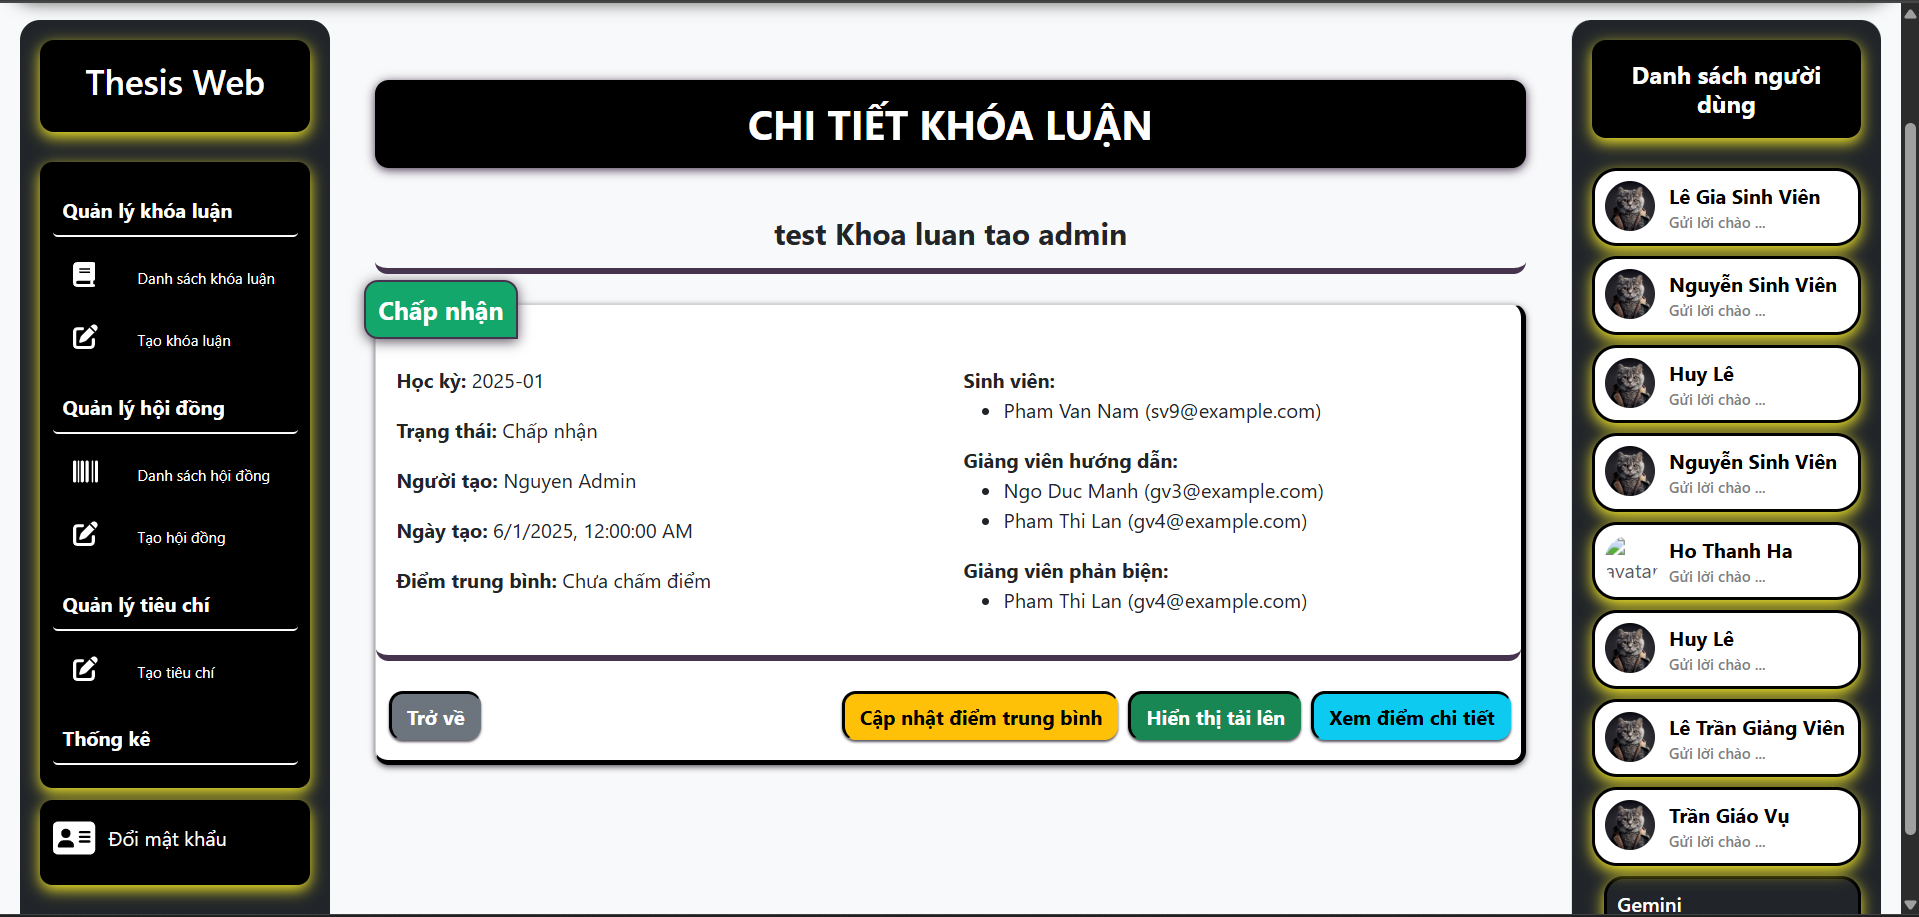 Thesis Web
Quản lý khóa luận
Danh sách khóa luận
Tạo khóa luận
Quản lý hội đồng
Danh sách hội đồng
Tạo hội đồng
Quản lý tiêu chí
Tạo tiêu chí
Thống kê
Đổi mật khẩu
CHI TIẾT KHÓA LUẬN
test Khoa luan tao admin
Chấp nhận
Học kỳ: 2025-01
Trạng thái: Chấp nhận
Người tạo: Nguyen Admin
Ngày tạo: 6/1/2025, 12:00:00 AM
Điểm trung bình: Chưa chấm điểm
Sinh viên:
Pham Van Nam (sv9@example.com)
Giảng viên hướng dẫn:
Ngo Duc Manh (gv3@example.com)
Pham Thi Lan (gv4@example.com)
Giảng viên phản biện:
Pham Thi Lan (gv4@example.com)
Trở về
Cập nhật điểm trung bình
Hiển thị tải lên
Xem điểm chi tiết
Danh sách người
dùng
Lê Gia Sinh Viên
Gửi lời chào ...
Nguyễn Sinh Viên
Gửi lời chào ...
Huy Lê
Gửi lời chào ...
Nguyễn Sinh Viên
Gửi lời chào ...
avatar
Ho Thanh Ha
Gửi lời chào ...
Huy Lê
Gửi lời chào ...
Lê Trần Giảng Viên
Gửi lời chào ...
Trần Giáo Vụ
Gửi lời chào ...
Gemini